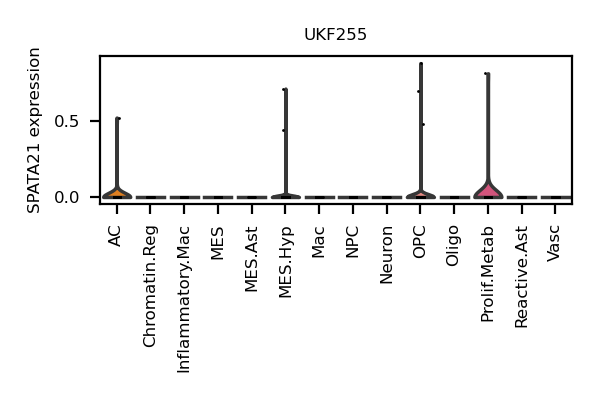 UKF255
SPATA21 expression
0.5
0.0
AC
Chromatin.Reg
Inflammatory.Mac
MES
MES.Ast
MES.Hyp
Mac
NPC
Neuron
OPC
Oligo
Prolif.Metab
Reactive.Ast
Vasc